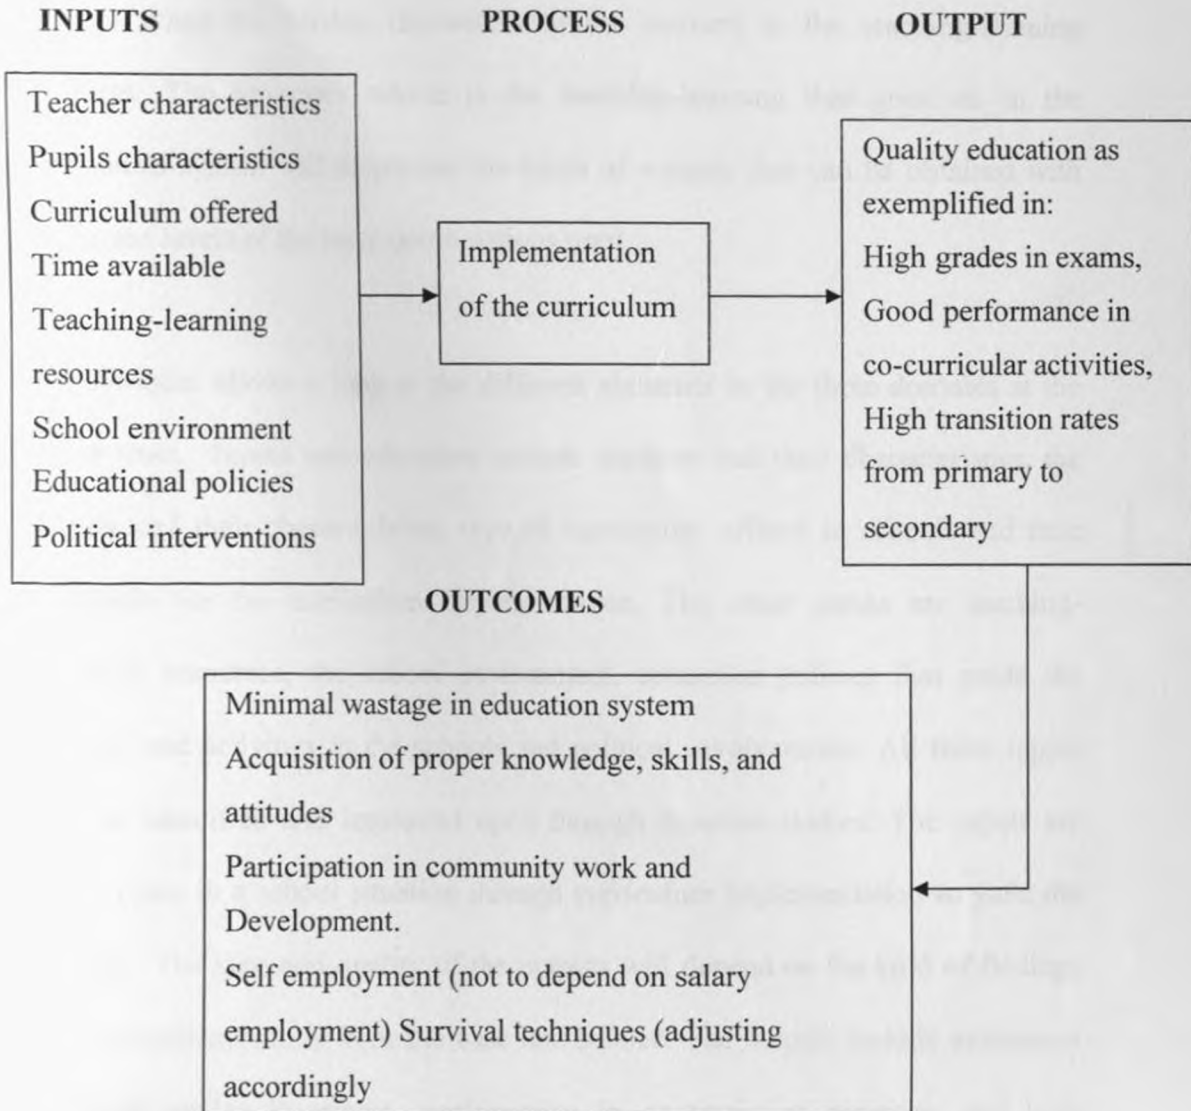 INPUTS
PROCESS
OUTPUT
Teacher characteristics
Pupils characteristics
Curriculum offered
Time available
Teaching-learning
resources
School environment
Educational policies
Political interventions
Implementation
of the curriculum
Quality education as
exemplified in:
High grades in exams,
Good performance in
co-curricular activities,
High transition rates
from primary to
secondary
OUTCOMES
Minimal wastage in education system
Acquisition of proper knowledge, skills, and
attitudes
Participation in community work and
Development.
Self employment (not to depend on salary
employment) Survival techniques (adjusting
accordingly